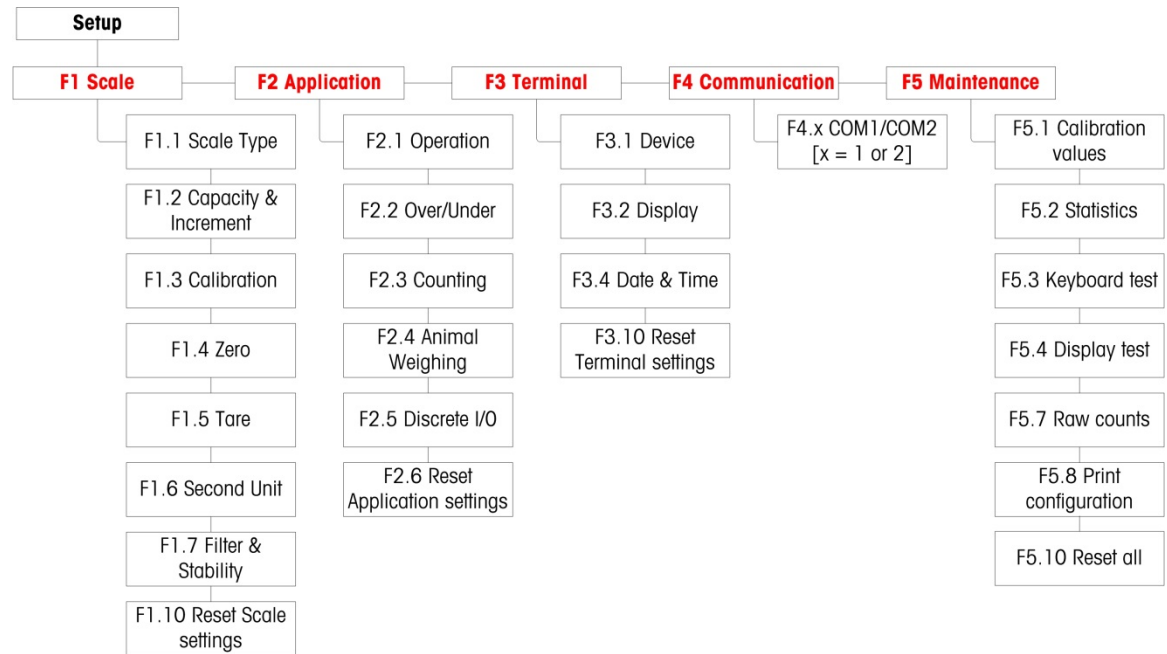 Setup
F1 Scale
F2 Application
F3 Terminal
F4 Communication
F5 Maintenance
F1.1 Scale Type
F1.2 Capacity &
Increment
F1.3 Calibration
F1.4 Zero
F1.5 Tare
F1.6 Second Unit
F1.7 Filter &
Stability
F1.10 Reset Scale
settings
F2.1 Operation
F2.2 Over/Under
F2.3 Counting
F2.4 Animal
Weighing
F2.5 Discrete I/O
F2.6 Reset
Application settings
F3.1 Device
F3.2 Display
F3.4 Date & Time
F3.10 Reset
Terminal settings
F4.x COM1/COM2
[x = 1 or 2]
F5.1 Calibration
values
F5.2 Statistics
F5.3 Keyboard test
F5.4 Display test
F5.7 Raw counts
F5.8 Print
configuration
F5.10 Reset all